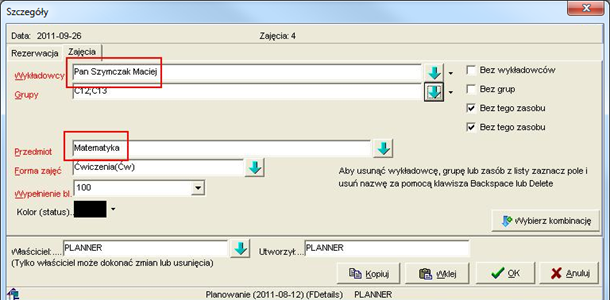 Szczegóły
Data: 2011-09-26 Zajęcia: 4
Rezerwacja Zajęcia
Wykładowcy Pan Szymczak Maciej Bez wykładowców
Grupy C12;C13 Bez grup
Bez tego zasobu
Bez tego zasobu
Przedmiot Matematyka
Forma zajęć Ćwiczenia(Ćw)
Aby usunąć wykładowcę, grupę lub zasób z listy zaznacz pole i
usuń nazwę za pomocą klawisza Backspace lub Delete
Wypełnienie bl. 100
Kolor (status)..
Wybierz kombinację
Właściciel:... PLANNER Utworzył:... PLANNER
(Tylko właściciel może dokonać zmian lub usunięcia)
Kopiuj Wklej OK Anuluj
Planowanie (2011-08-12) (FDetails) PLANNER